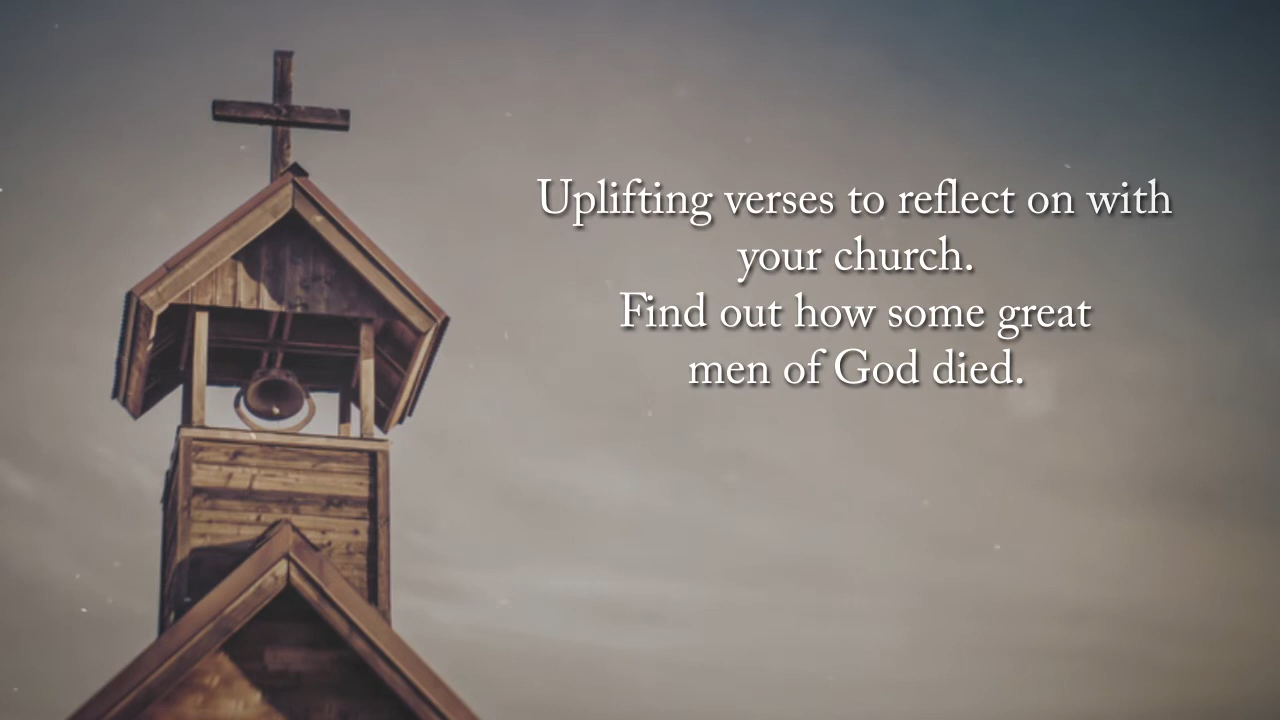 Uplifting verses to reflect on with
your church.
Find out how some great
men of God died.